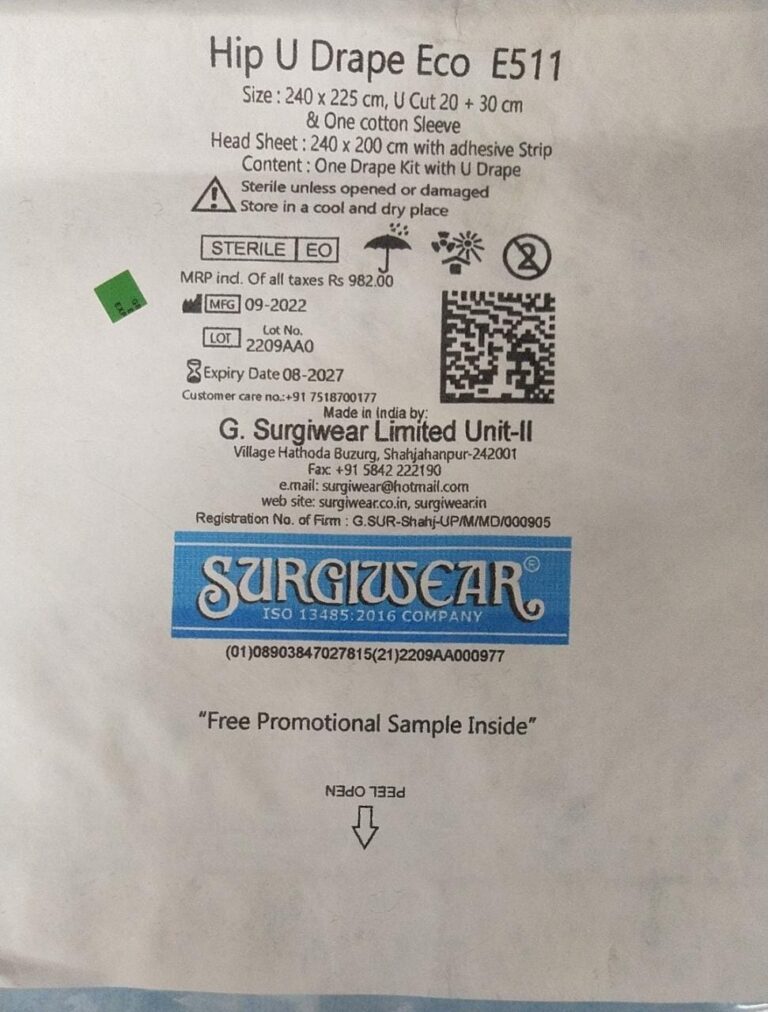 Hip U Drape Eco E511
Size : 240 x 225 cm, U Cut 20 + 30 cm
& One cotton Sleeve
Head Sheet : 240 x 200 cm with adhesive Strip
Content : One Drape Kit with U Drape
Sterile unless opened or damaged
Store in a cool and dry place
STERILE EO
2
MRP incl. Of all taxes Rs 982.00
MFG 09-2022
LOT Lot No.
2209AA0
Expiry Date 08-2027
Customer care no.:+91 7518700177
Made in India by:
G. Surgiwear Limited Unit-II
Village Hathoda Buzurg, Shahjahanpur-242001
Fax: +91 5842 222190
e.mail: surgiwear@hotmail.com
web site: surgiwear.co.in, surgiwear.in
Registration No. of Firm : G.SUR-Shahj-UP/M/MD/000905
SURGIWEAR®
ISO 13485:2016 COMPANY
(01)08903847027815(21)2209AA000977
“Free Promotional Sample Inside”
PEEL OPEN